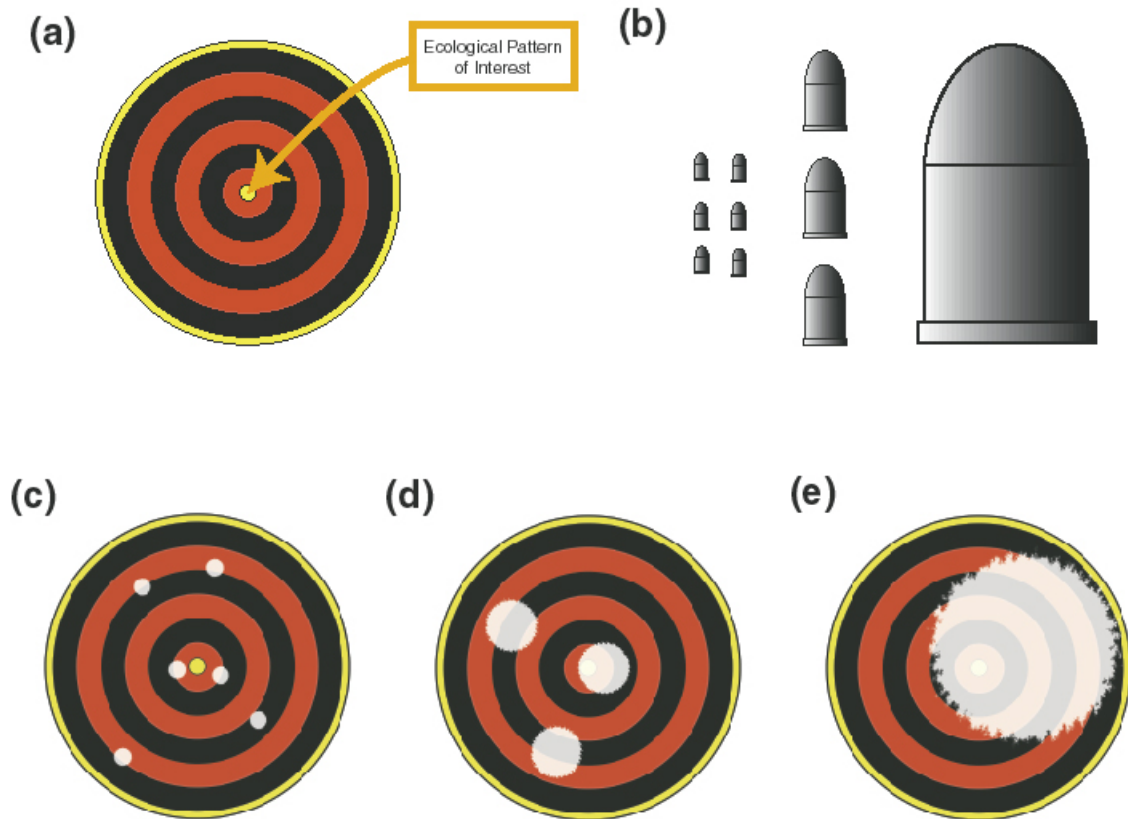 (a)
Ecological Pattern
of Interest
(b)
(c)
(d)
(e)